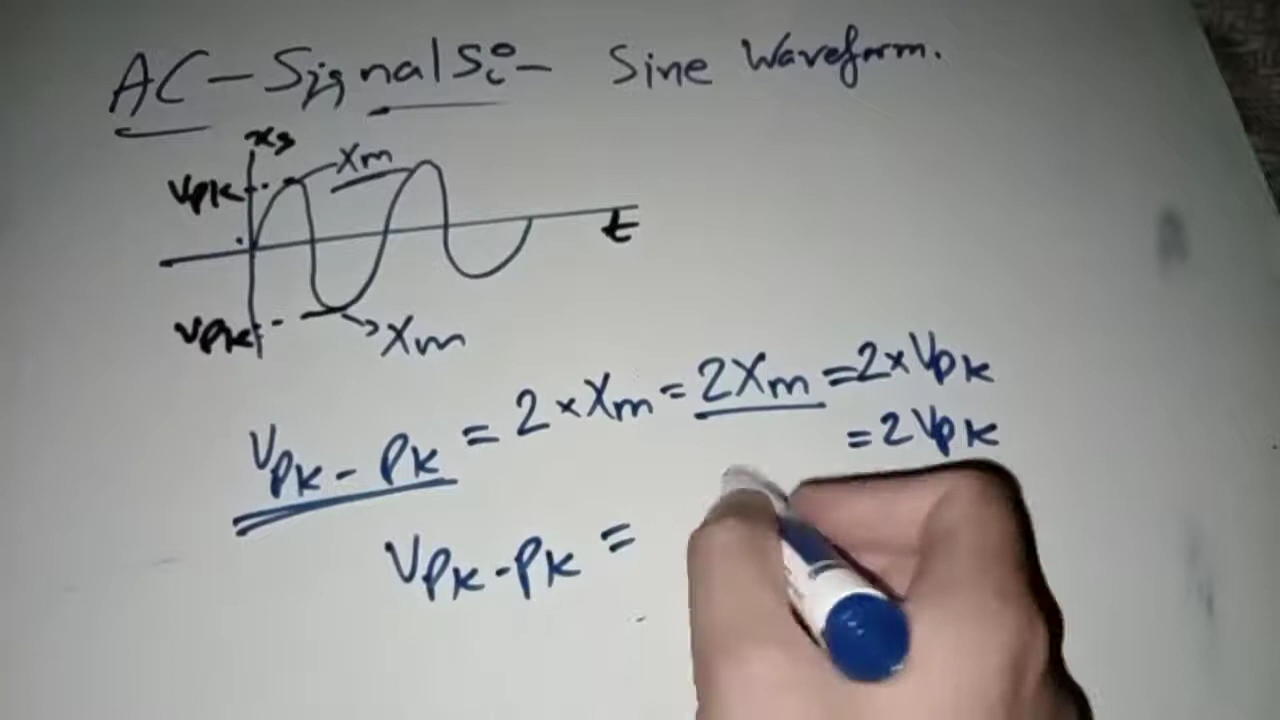 AC - Signals:- Sine Waveform.
xs
Vpk
Xm
t
Vpk
Xm
Vpk - pk = 2 × Xm = 2Xm = 2 × Vpk
= 2Vpk
Vpk - pk =